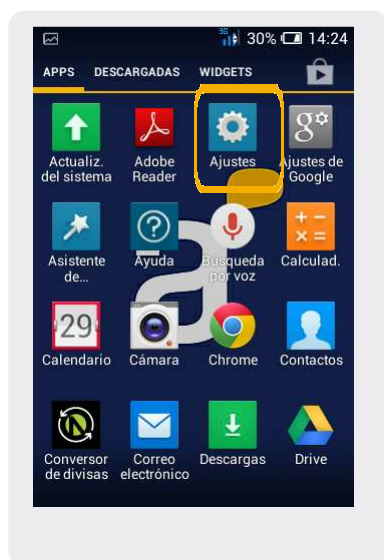 3G 30% 14:24
APPS DESCARGADAS WIDGETS
Actualiz. del sistema
Adobe Reader
Ajustes
Ajustes de Google
Asistente de...
Ayuda
Búsqueda por voz
Calculad.
29
Calendario
Cámara
Chrome
Contactos
Conversor de divisas
Correo electrónico
Descargas
Drive